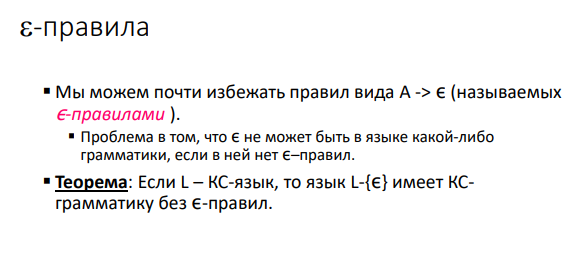 ε-правила
▪ Мы можем почти избежать правил вида A -> ϵ (называемых
ϵ-правилами ).
▪ Проблема в том, что ϵ не может быть в языке какой-либо
грамматики, если в ней нет ϵ–правил.
▪ Теорема: Если L – КС-язык, то язык L-{ϵ} имеет КС-
грамматику без ϵ-правил.